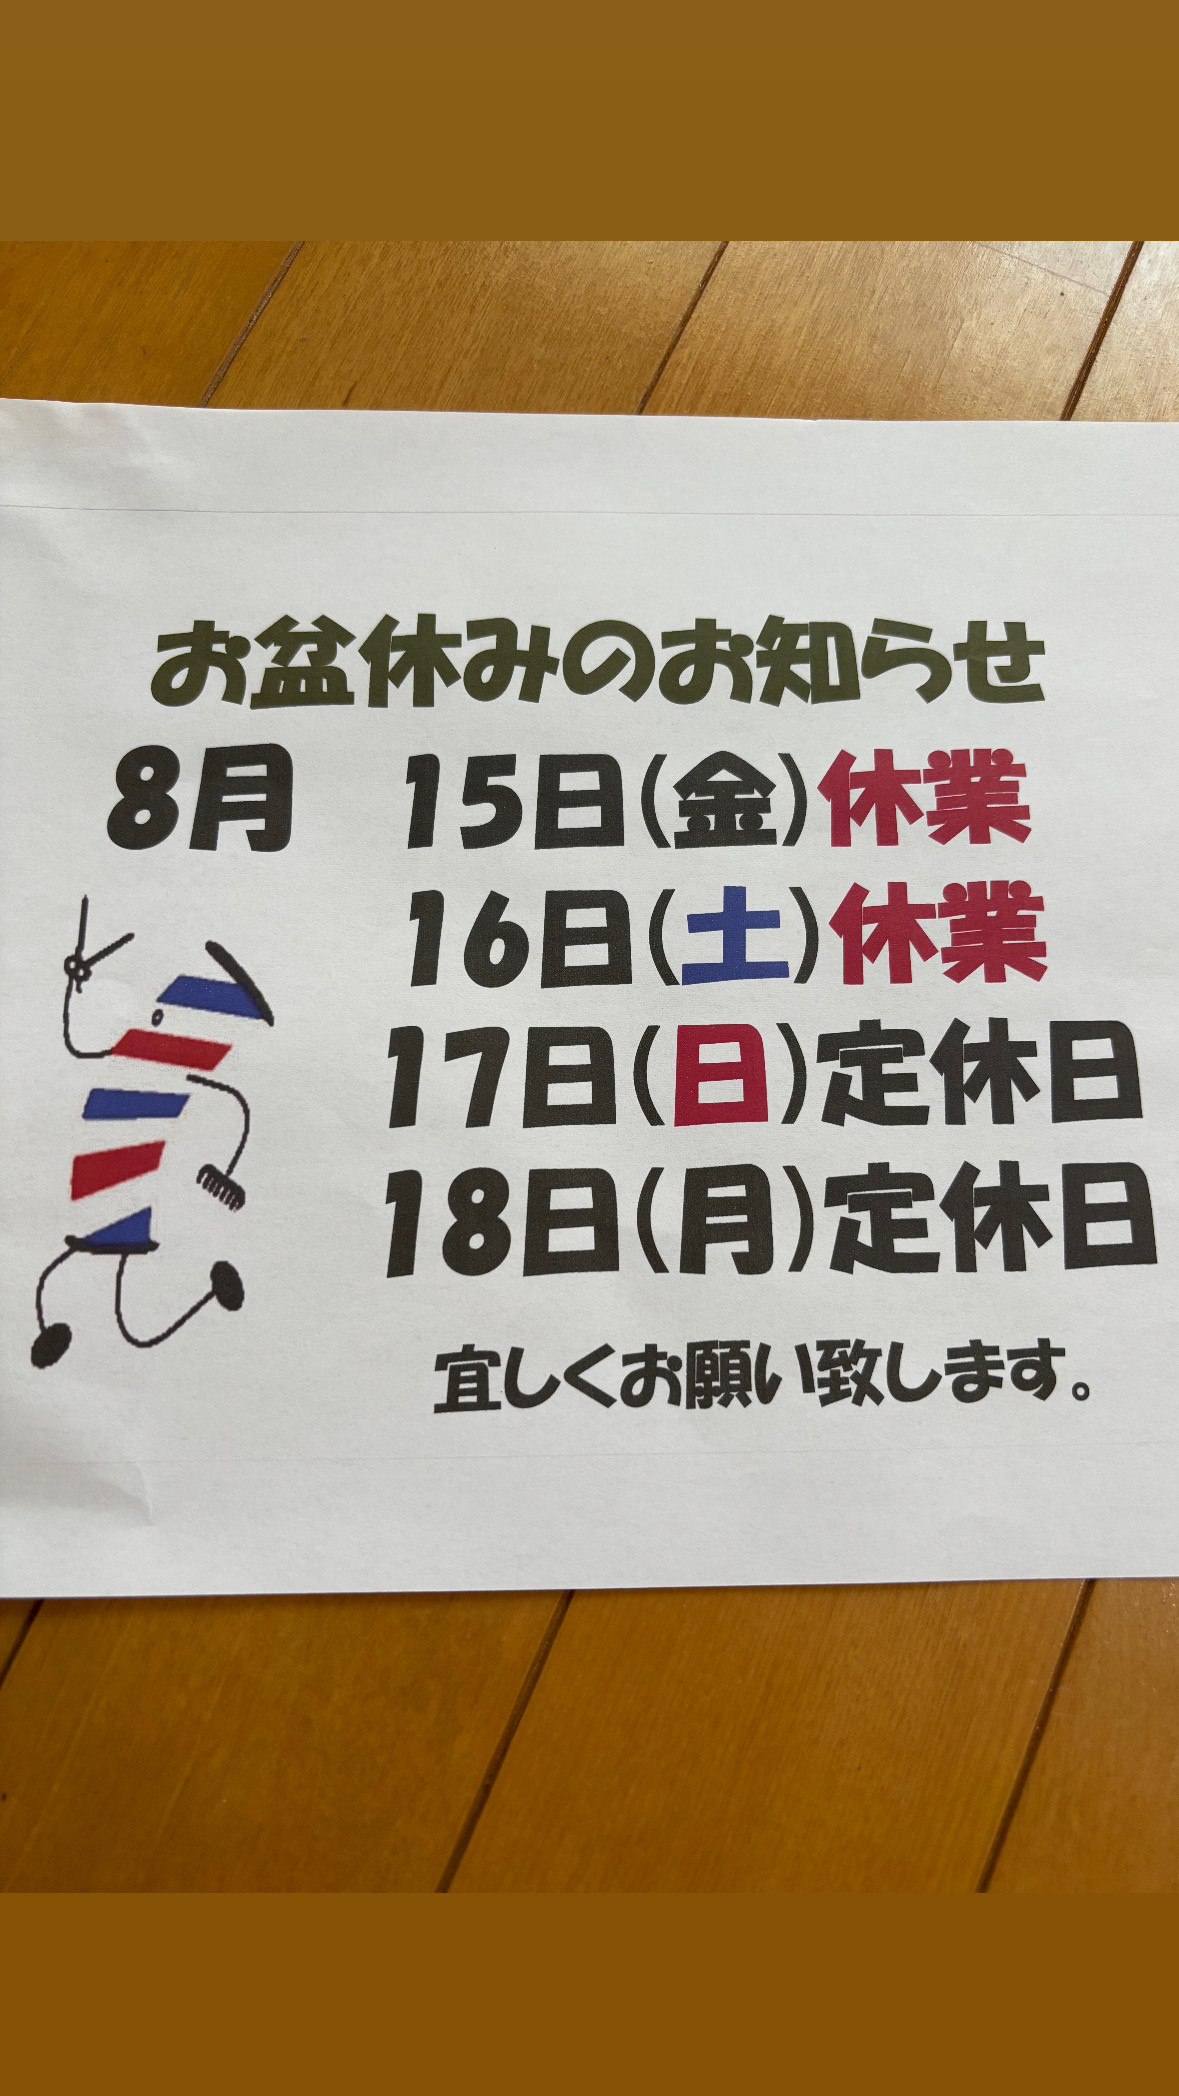 お盆休みのお知らせ
8月 15日(金)休業
16日(土)休業
17日(日)定休日
18日(月)定休日
宜しくお願い致します。